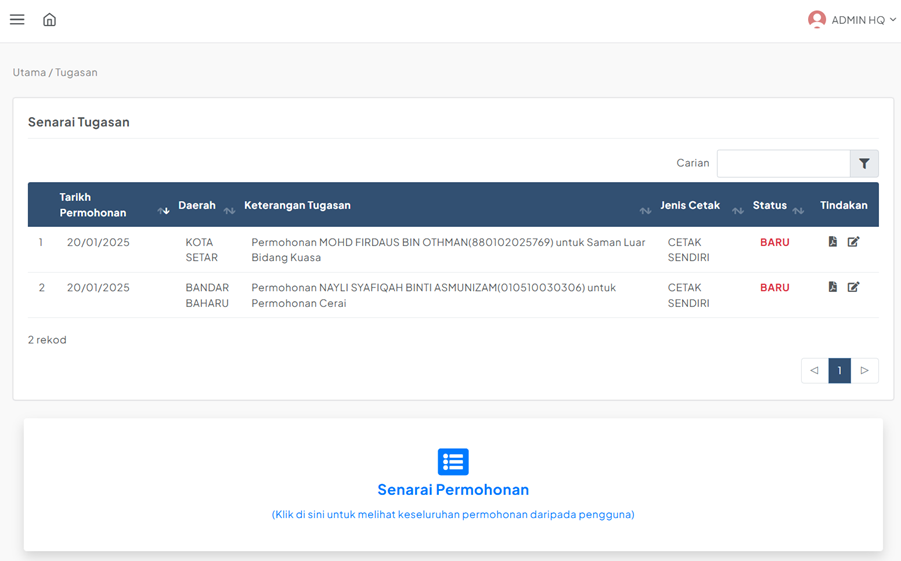 ADMIN HQ
Utama / Tugasan
Senarai Tugasan
Carian
Tarikh Permohonan Daerah Keterangan Tugasan Jenis Cetak Status Tindakan
1 20/01/2025 KOTA SETAR Permohonan MOHD FIRDAUS BIN OTHMAN(880102025769) untuk Saman Luar Bidang Kuasa CETAK SENDIRI BARU
2 20/01/2025 BANDAR BAHARU Permohonan NAYLI SYAFIQAH BINTI ASMUNIZAM(010510030306) untuk Permohonan Cerai CETAK SENDIRI BARU
2 rekod
1
Senarai Permohonan
(Klik di sini untuk melihat keseluruhan permohonan daripada pengguna)